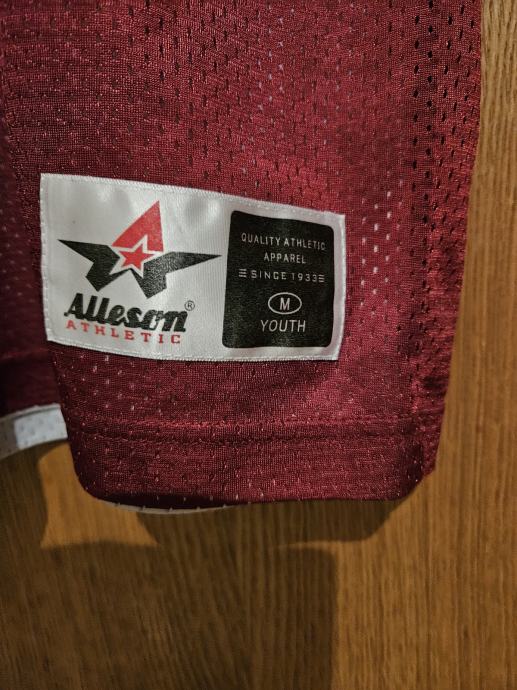 Alleson®
ATHLETIC
QUALITY ATHLETIC
APPAREL
SINCE 1933
M
YOUTH